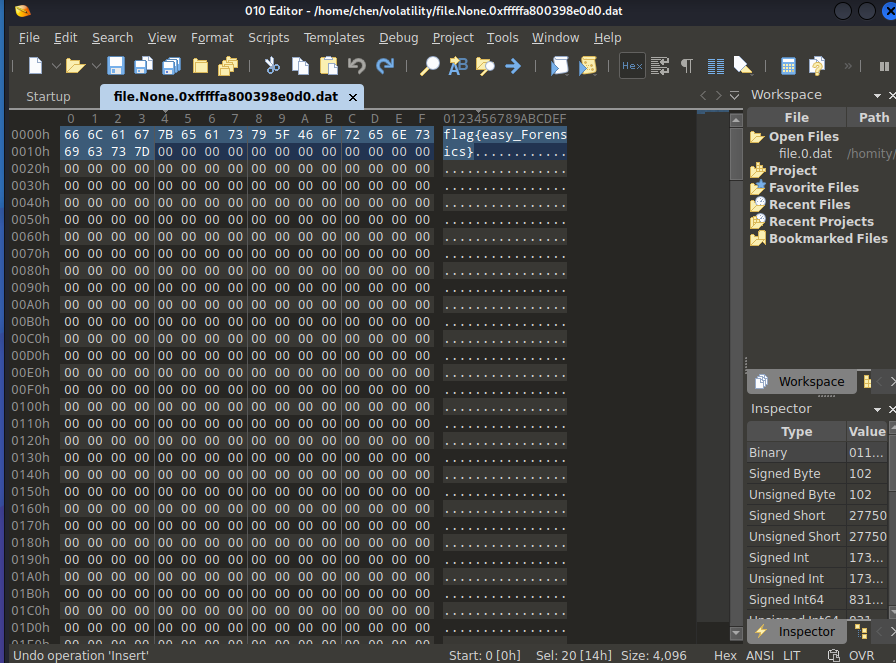 010 Editor - /home/chen/volatility/file.None.0xfffffa800398e0d0.dat
File Edit Search View Format Scripts Templates Debug Project Tools Window Help
Hex
Startup file.None.0xfffffa800398e0d0.dat
Workspace
0 1 2 3 4 5 6 7 8 9 A B C D E F 0123456789ABCDEF
File Path
0000h 66 6C 61 67 7B 65 61 73 79 5F 46 6F 72 65 6E 73 flag{easy_Forens
0010h 69 63 73 7D 00 00 00 00 00 00 00 00 00 00 00 00 ics}............
0020h 00 00 00 00 00 00 00 00 00 00 00 00 00 00 00 00 ................
0030h 00 00 00 00 00 00 00 00 00 00 00 00 00 00 00 00 ................
0040h 00 00 00 00 00 00 00 00 00 00 00 00 00 00 00 00 ................
0050h 00 00 00 00 00 00 00 00 00 00 00 00 00 00 00 00 ................
0060h 00 00 00 00 00 00 00 00 00 00 00 00 00 00 00 00 ................
0070h 00 00 00 00 00 00 00 00 00 00 00 00 00 00 00 00 ................
0080h 00 00 00 00 00 00 00 00 00 00 00 00 00 00 00 00 ................
0090h 00 00 00 00 00 00 00 00 00 00 00 00 00 00 00 00 ................
00A0h 00 00 00 00 00 00 00 00 00 00 00 00 00 00 00 00 ................
00B0h 00 00 00 00 00 00 00 00 00 00 00 00 00 00 00 00 ................
00C0h 00 00 00 00 00 00 00 00 00 00 00 00 00 00 00 00 ................
00D0h 00 00 00 00 00 00 00 00 00 00 00 00 00 00 00 00 ................
00E0h 00 00 00 00 00 00 00 00 00 00 00 00 00 00 00 00 ................
00F0h 00 00 00 00 00 00 00 00 00 00 00 00 00 00 00 00 ................
0100h 00 00 00 00 00 00 00 00 00 00 00 00 00 00 00 00 ................
0110h 00 00 00 00 00 00 00 00 00 00 00 00 00 00 00 00 ................
0120h 00 00 00 00 00 00 00 00 00 00 00 00 00 00 00 00 ................
0130h 00 00 00 00 00 00 00 00 00 00 00 00 00 00 00 00 ................
0140h 00 00 00 00 00 00 00 00 00 00 00 00 00 00 00 00 ................
0150h 00 00 00 00 00 00 00 00 00 00 00 00 00 00 00 00 ................
0160h 00 00 00 00 00 00 00 00 00 00 00 00 00 00 00 00 ................
0170h 00 00 00 00 00 00 00 00 00 00 00 00 00 00 00 00 ................
0180h 00 00 00 00 00 00 00 00 00 00 00 00 00 00 00 00 ................
0190h 00 00 00 00 00 00 00 00 00 00 00 00 00 00 00 00 ................
01A0h 00 00 00 00 00 00 00 00 00 00 00 00 00 00 00 00 ................
01B0h 00 00 00 00 00 00 00 00 00 00 00 00 00 00 00 00 ................
01C0h 00 00 00 00 00 00 00 00 00 00 00 00 00 00 00 00 ................
01D0h 00 00 00 00 00 00 00 00 00 00 00 00 00 00 00 00 ................
Open Files
file.0.dat /homity/
Project
Favorite Files
Recent Files
Recent Projects
Bookmarked Files
Workspace
Inspector
Type Value
Binary 011...
Signed Byte 102
Unsigned Byte 102
Signed Short 27750
Unsigned Short 27750
Signed Int 173...
Unsigned Int 173...
Signed Int64 831...
Inspector
Undo operation 'Insert' Start: 0 [0h] Sel: 20 [14h] Size: 4,096 Hex ANSI LIT OVR